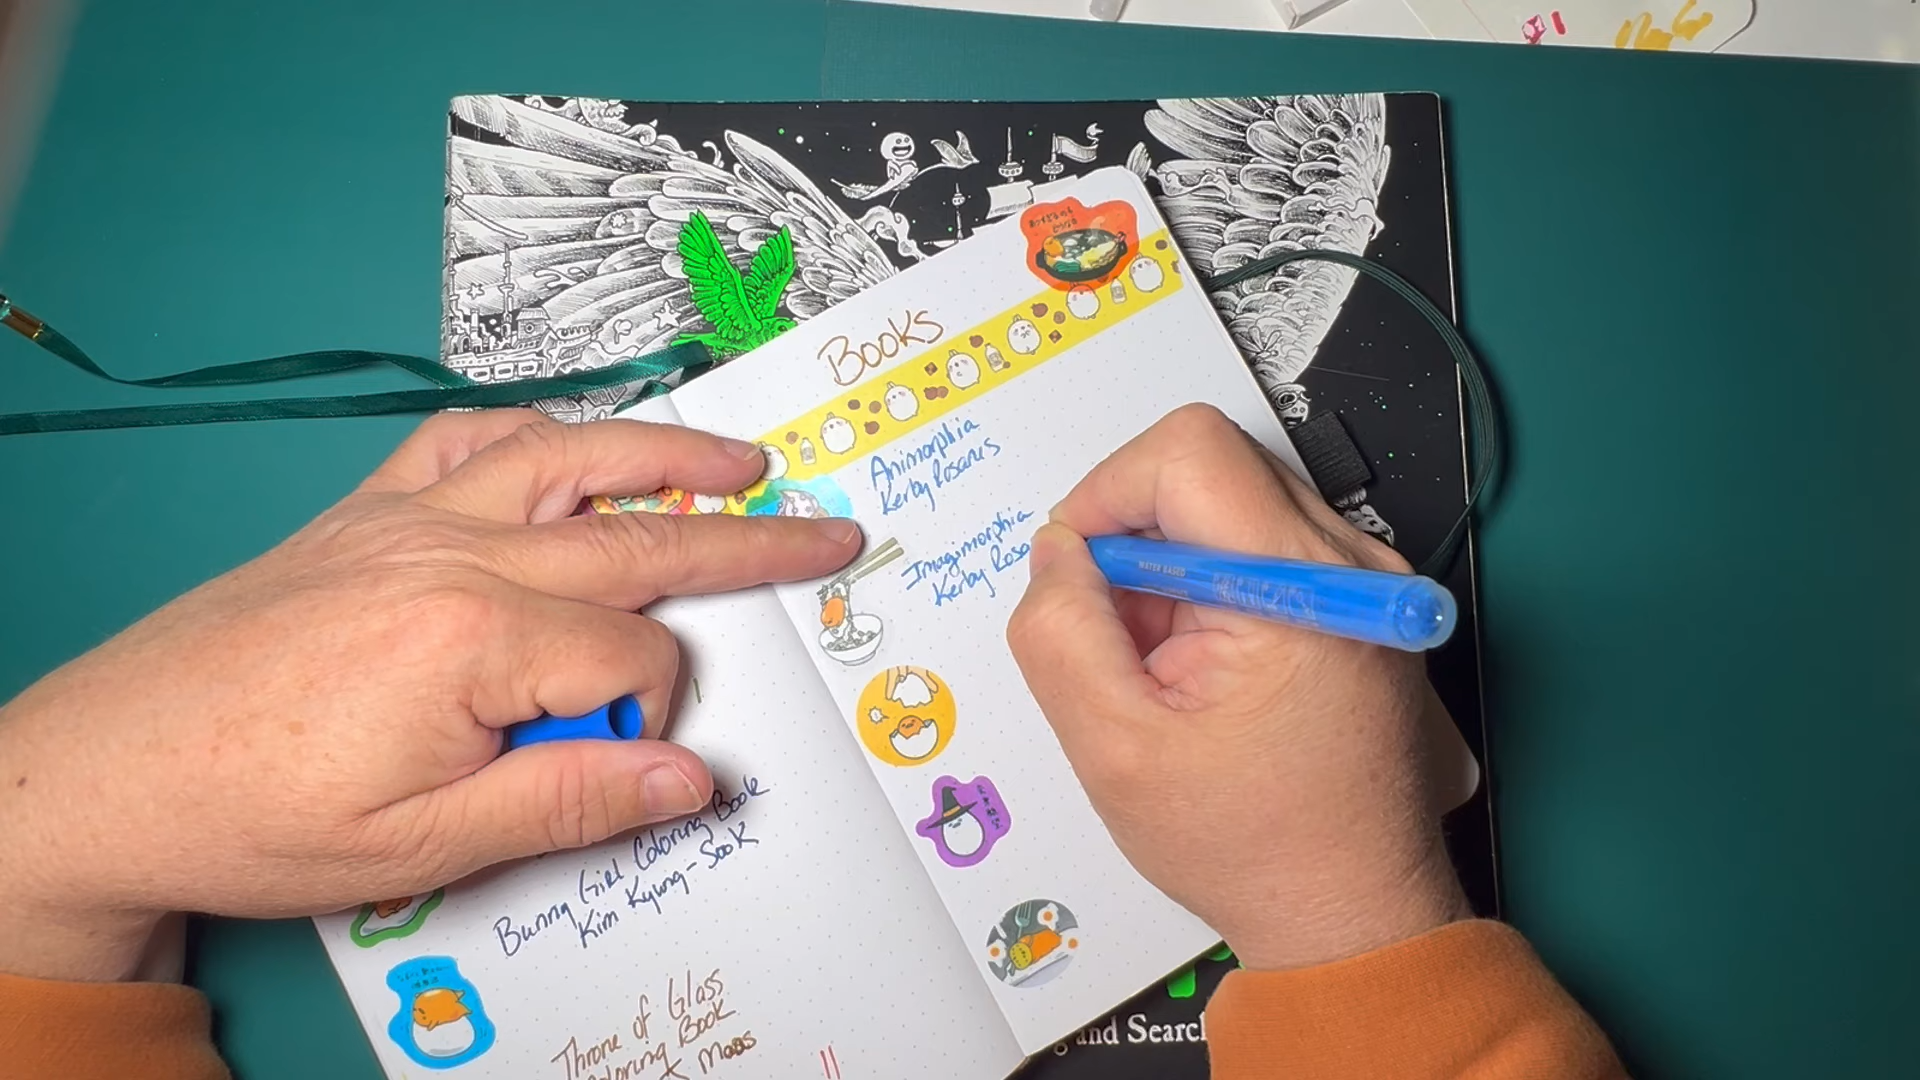 Books
Animorphia
Kerby Rosanes
Imagimorphia
Kerby Rosa
Bunny Girl Coloring Book
Kim Kyung-Sook
Throne of Glass
Coloring Book
Maas
WATER BASED
and Search